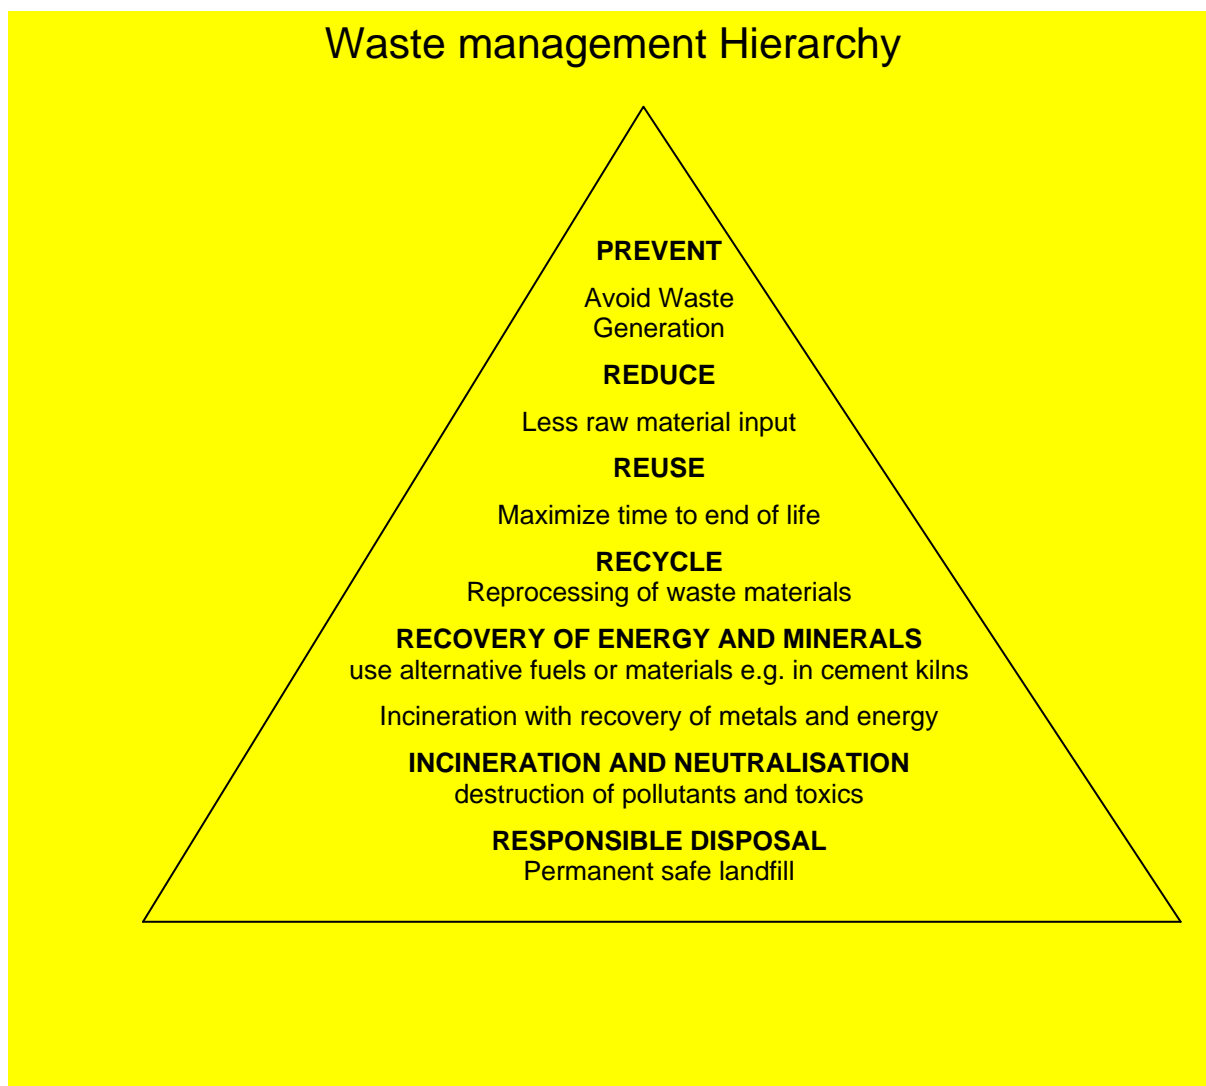 Waste management Hierarchy
PREVENT
Avoid Waste
Generation
REDUCE
Less raw material input
REUSE
Maximize time to end of life
RECYCLE
Reprocessing of waste materials
RECOVERY OF ENERGY AND MINERALS
use alternative fuels or materials e.g. in cement kilns
Incineration with recovery of metals and energy
INCINERATION AND NEUTRALISATION
destruction of pollutants and toxics
RESPONSIBLE DISPOSAL
Permanent safe landfill